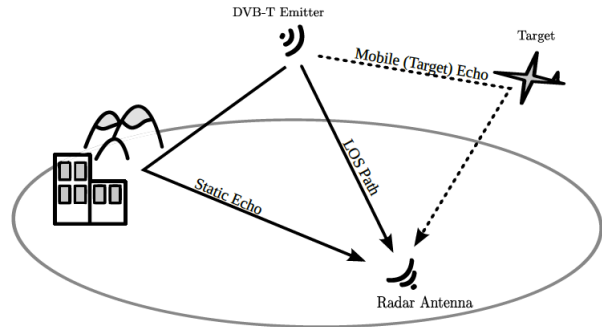 DVB-T Emitter
Target
Mobile (Target) Echo
LOS Path
Static Echo
Radar Antenna